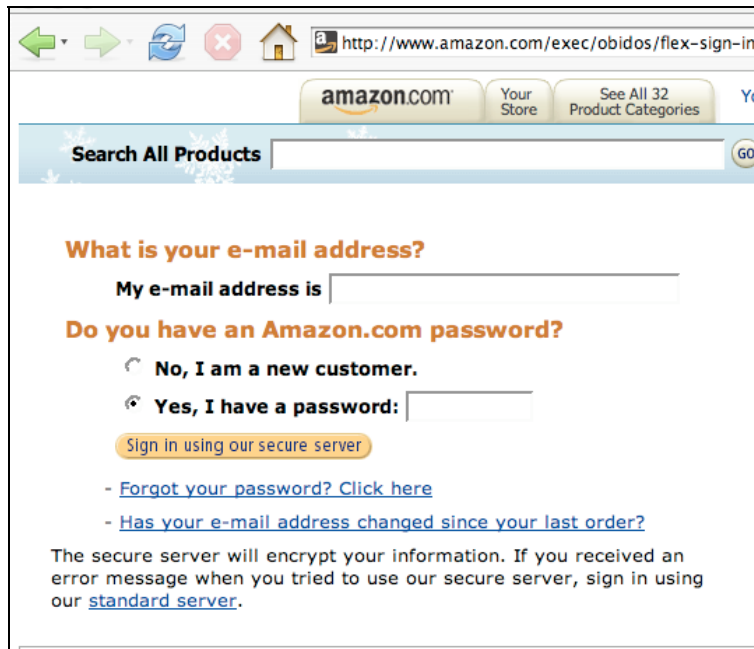 http://www.amazon.com/exec/obidos/flex-sign-in
amazon.com
Your
Store
See All 32
Product Categories
Search All Products
GO
What is your e-mail address?
My e-mail address is
Do you have an Amazon.com password?
No, I am a new customer.
Yes, I have a password:
Sign in using our secure server
- Forgot your password? Click here
- Has your e-mail address changed since your last order?
The secure server will encrypt your information. If you received an
error message when you tried to use our secure server, sign in using
our standard server.